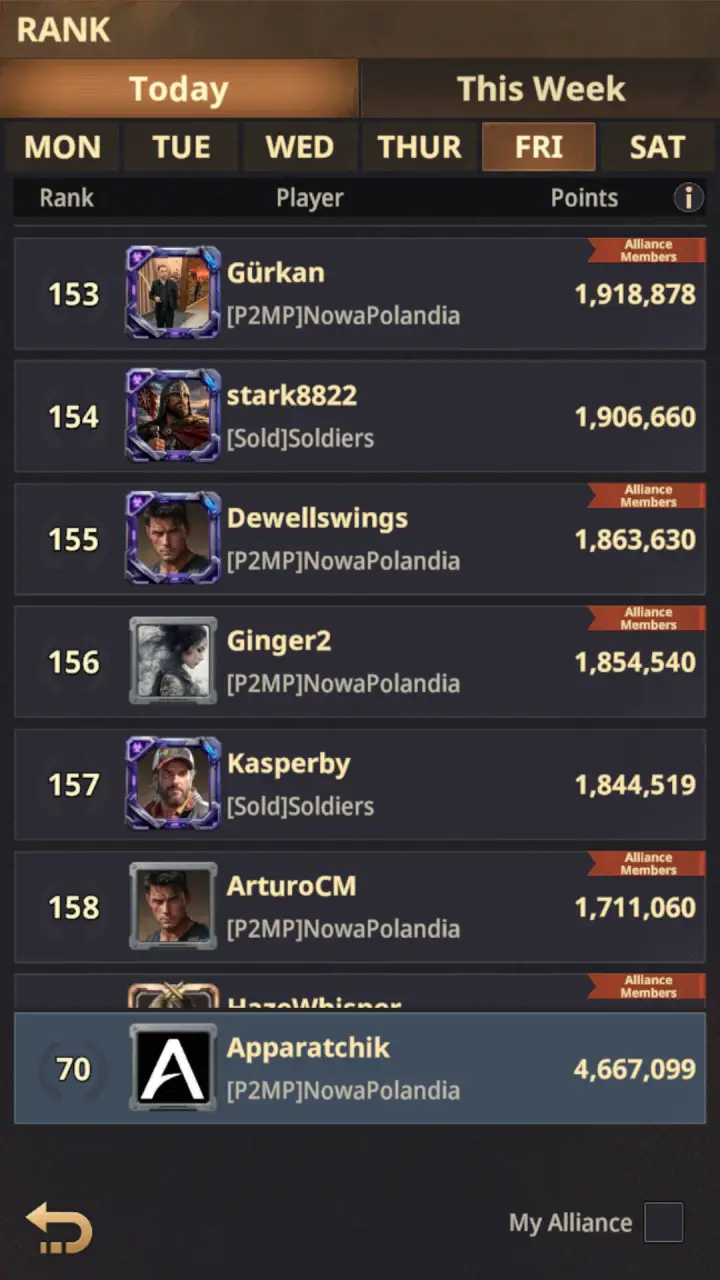 RANK
Today
This Week
MON
TUE
WED
THUR
FRI
SAT
Rank
Player
Points
Alliance
Members
153
Gürkan
[P2MP]NowaPolandia
1,918,878
154
stark8822
[Sold]Soldiers
1,906,660
Alliance
Members
155
Dewellswings
[P2MP]NowaPolandia
1,863,630
Alliance
Members
156
Ginger2
[P2MP]NowaPolandia
1,854,540
157
Kasperby
[Sold]Soldiers
1,844,519
Alliance
Members
158
ArturoCM
[P2MP]NowaPolandia
1,711,060
Alliance
Members
HazeWhisper
70
Apparatchik
[P2MP]NowaPolandia
4,667,099
My Alliance